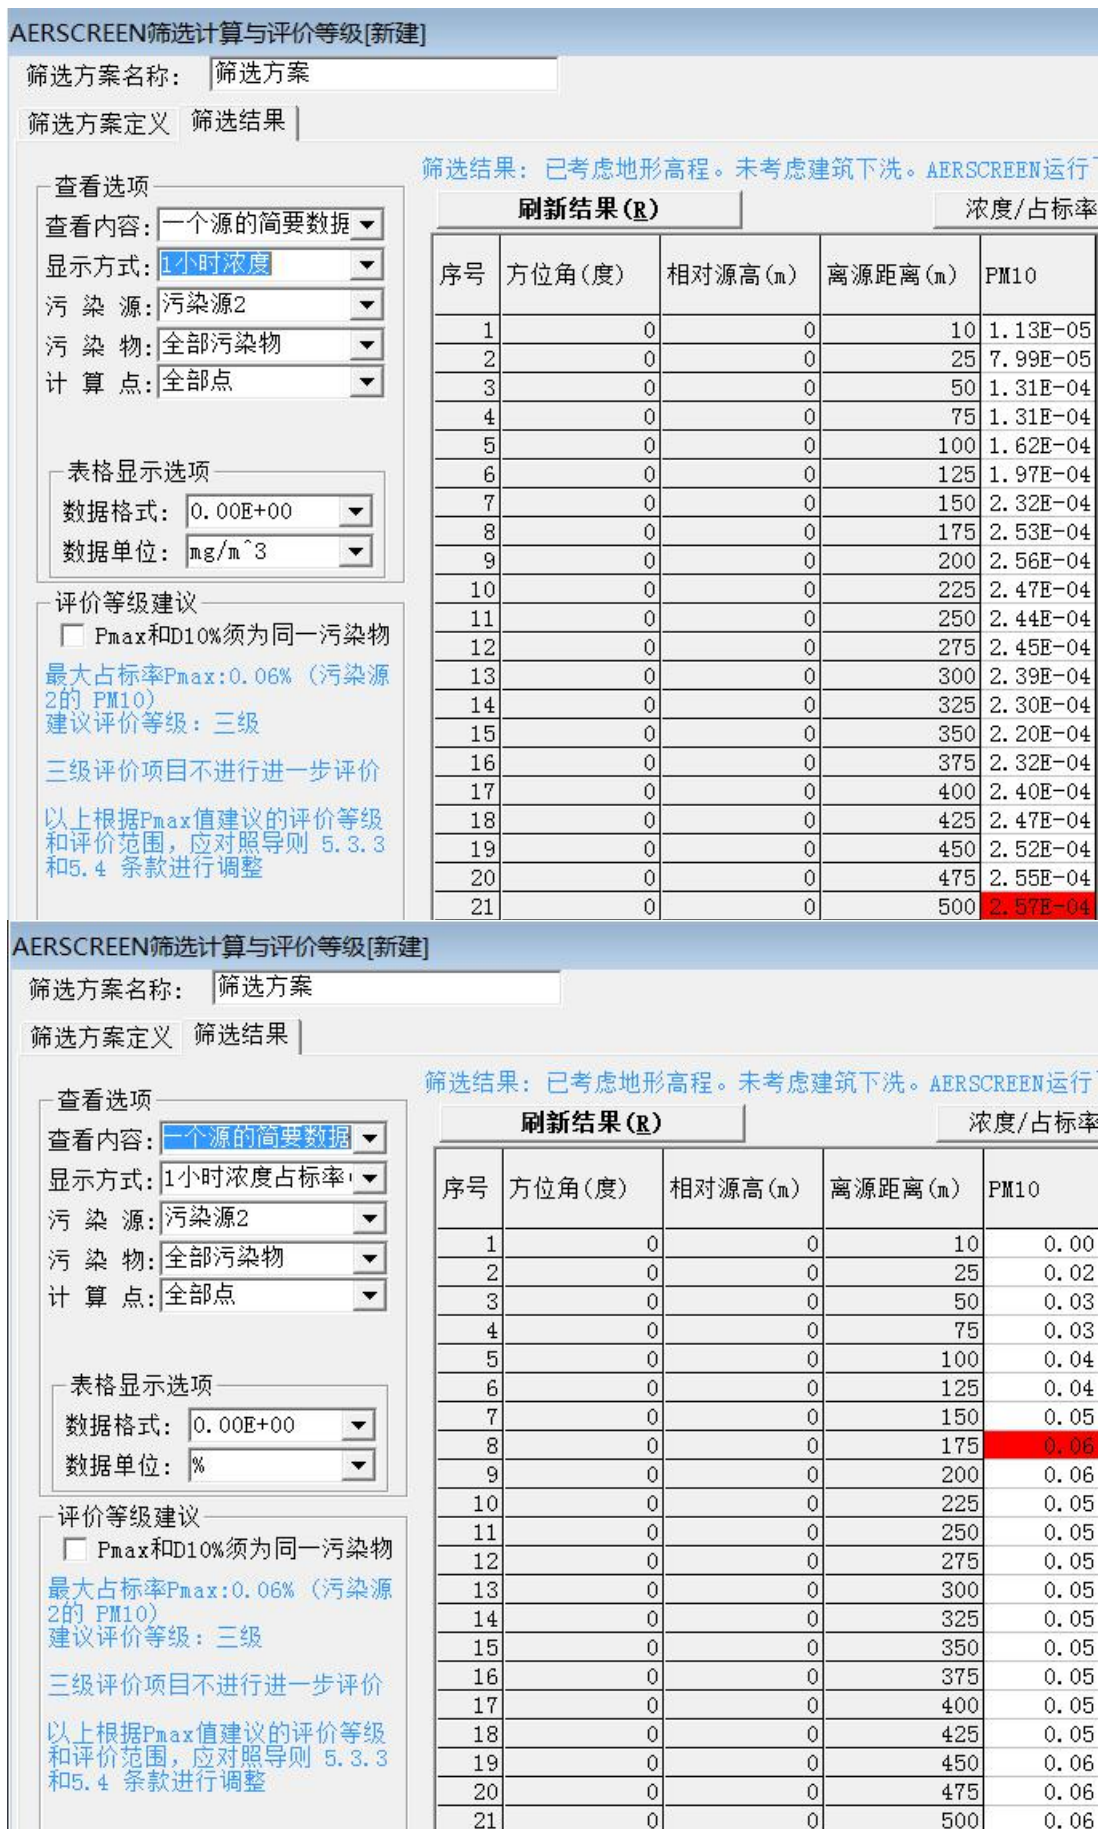 AERSCREEN筛选计算与评价等级[新建]
筛选方案名称: 筛选方案
筛选方案定义 筛选结果
查看选项
查看内容: 一个源的简要数据
显示方式: 1小时浓度
污 染 源: 污染源2
污 染 物: 全部污染物
计 算 点: 全部点
表格显示选项
数据格式: 0.00E+00
数据单位: mg/m^3
评价等级建议
Pmax和D10%须为同一污染物
最大占标率Pmax:0.06% (污染源
2的 PM10)
建议评价等级: 三级
三级评价项目不进行进一步评价
以上根据Pmax值建议的评价等级
和评价范围，应对照导则 5.3.3
和5.4 条款进行调整
筛选结果: 已考虑地形高程。未考虑建筑下洗。AERSCREEN运行
刷新结果(R) 浓度/占标率
序号 方位角(度) 相对源高(m) 离源距离(m) PM10
1 0 0 10 1.13E-05
2 0 0 25 7.99E-05
3 0 0 50 1.31E-04
4 0 0 75 1.31E-04
5 0 0 100 1.62E-04
6 0 0 125 1.97E-04
7 0 0 150 2.32E-04
8 0 0 175 2.53E-04
9 0 0 200 2.56E-04
10 0 0 225 2.47E-04
11 0 0 250 2.44E-04
12 0 0 275 2.45E-04
13 0 0 300 2.39E-04
14 0 0 325 2.30E-04
15 0 0 350 2.20E-04
16 0 0 375 2.32E-04
17 0 0 400 2.40E-04
18 0 0 425 2.47E-04
19 0 0 450 2.52E-04
20 0 0 475 2.55E-04
21 0 0 500 2.57E-04
AERSCREEN筛选计算与评价等级[新建]
筛选方案名称: 筛选方案
筛选方案定义 筛选结果
查看选项
查看内容: 一个源的简要数据
显示方式: 1小时浓度占标率
污 染 源: 污染源2
污 染 物: 全部污染物
计 算 点: 全部点
表格显示选项
数据格式: 0.00E+00
数据单位: %
评价等级建议
Pmax和D10%须为同一污染物
最大占标率Pmax:0.06% (污染源
2的 PM10)
建议评价等级: 三级
三级评价项目不进行进一步评价
以上根据Pmax值建议的评价等级
和评价范围，应对照导则 5.3.3
和5.4 条款进行调整
筛选结果: 已考虑地形高程。未考虑建筑下洗。AERSCREEN运行
刷新结果(R) 浓度/占标率
序号 方位角(度) 相对源高(m) 离源距离(m) PM10
1 0 0 10 0.00
2 0 0 25 0.02
3 0 0 50 0.03
4 0 0 75 0.03
5 0 0 100 0.04
6 0 0 125 0.04
7 0 0 150 0.05
8 0 0 175 0.06
9 0 0 200 0.06
10 0 0 225 0.05
11 0 0 250 0.05
12 0 0 275 0.05
13 0 0 300 0.05
14 0 0 325 0.05
15 0 0 350 0.05
16 0 0 375 0.05
17 0 0 400 0.05
18 0 0 425 0.05
19 0 0 450 0.06
20 0 0 475 0.06
21 0 0 500 0.06